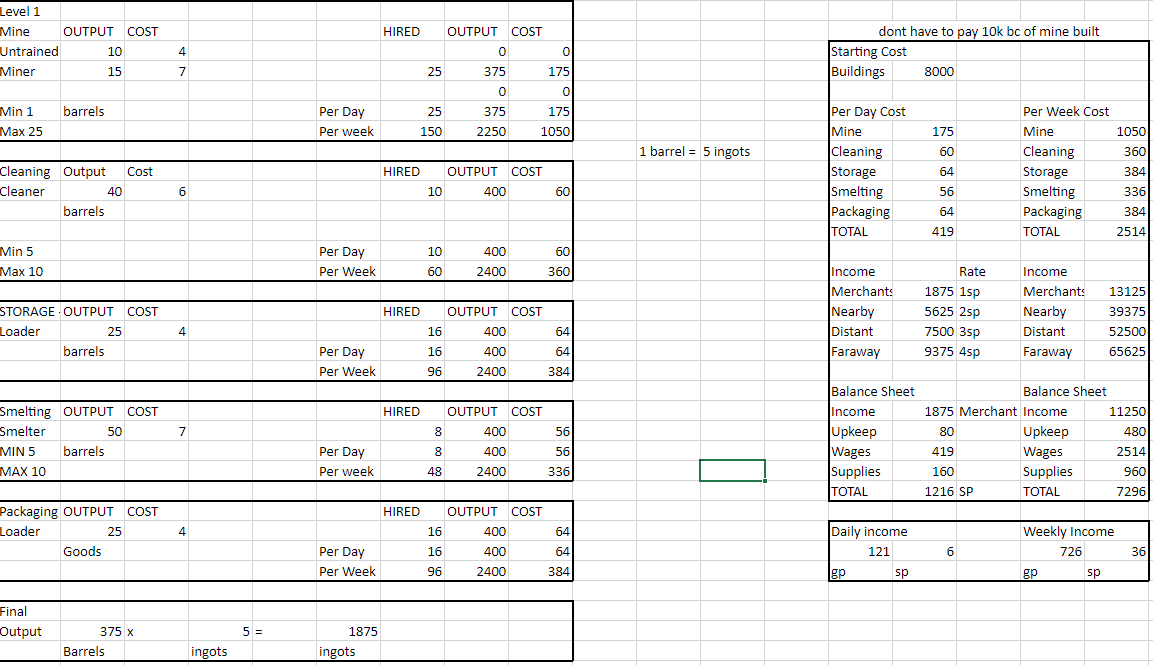 Level 1
Mine OUTPUT COST HIRED OUTPUT COST dont have to pay 10k bc of mine built
Untrained 10 4 0 0 Starting Cost
Miner 15 7 25 375 175 Buildings 8000
0 0
Min 1 barrels Per Day 25 375 175 Per Day Cost Per Week Cost
Max 25 Per week 150 2250 1050 Mine 175 Mine 1050
1 barrel = 5 ingots Cleaning 60 Cleaning 360
Cleaning Output Cost HIRED OUTPUT COST Storage 64 Storage 384
Cleaner 40 6 10 400 60 Smelting 56 Smelting 336
barrels Packaging 64 Packaging 384
TOTAL 419 TOTAL 2514
Min 5 Per Day 10 400 60
Max 10 Per Week 60 2400 360 Income Rate Income
Merchants 1875 1sp Merchants 13125
STORAGE - OUTPUT COST HIRED OUTPUT COST Nearby 5625 2sp Nearby 39375
Loader 25 4 16 400 64 Distant 7500 3sp Distant 52500
barrels Per Day 16 400 64 Faraway 9375 4sp Faraway 65625
Per Week 96 2400 384
Balance Sheet Balance Sheet
Smelting OUTPUT COST HIRED OUTPUT COST Income 1875 Merchant Income 11250
Smelter 50 7 8 400 56 Upkeep 80 Upkeep 480
MIN 5 barrels Per Day 8 400 56 Wages 419 Wages 2514
MAX 10 Per week 48 2400 336 Supplies 160 Supplies 960
TOTAL 1216 SP TOTAL 7296
Packaging OUTPUT COST HIRED OUTPUT COST
Loader 25 4 16 400 64 Daily income Weekly Income
Goods Per Day 16 400 64 121 6 726 36
Per Week 96 2400 384 gp sp gp sp
Final
Output 375 x 5 = 1875
Barrels ingots ingots